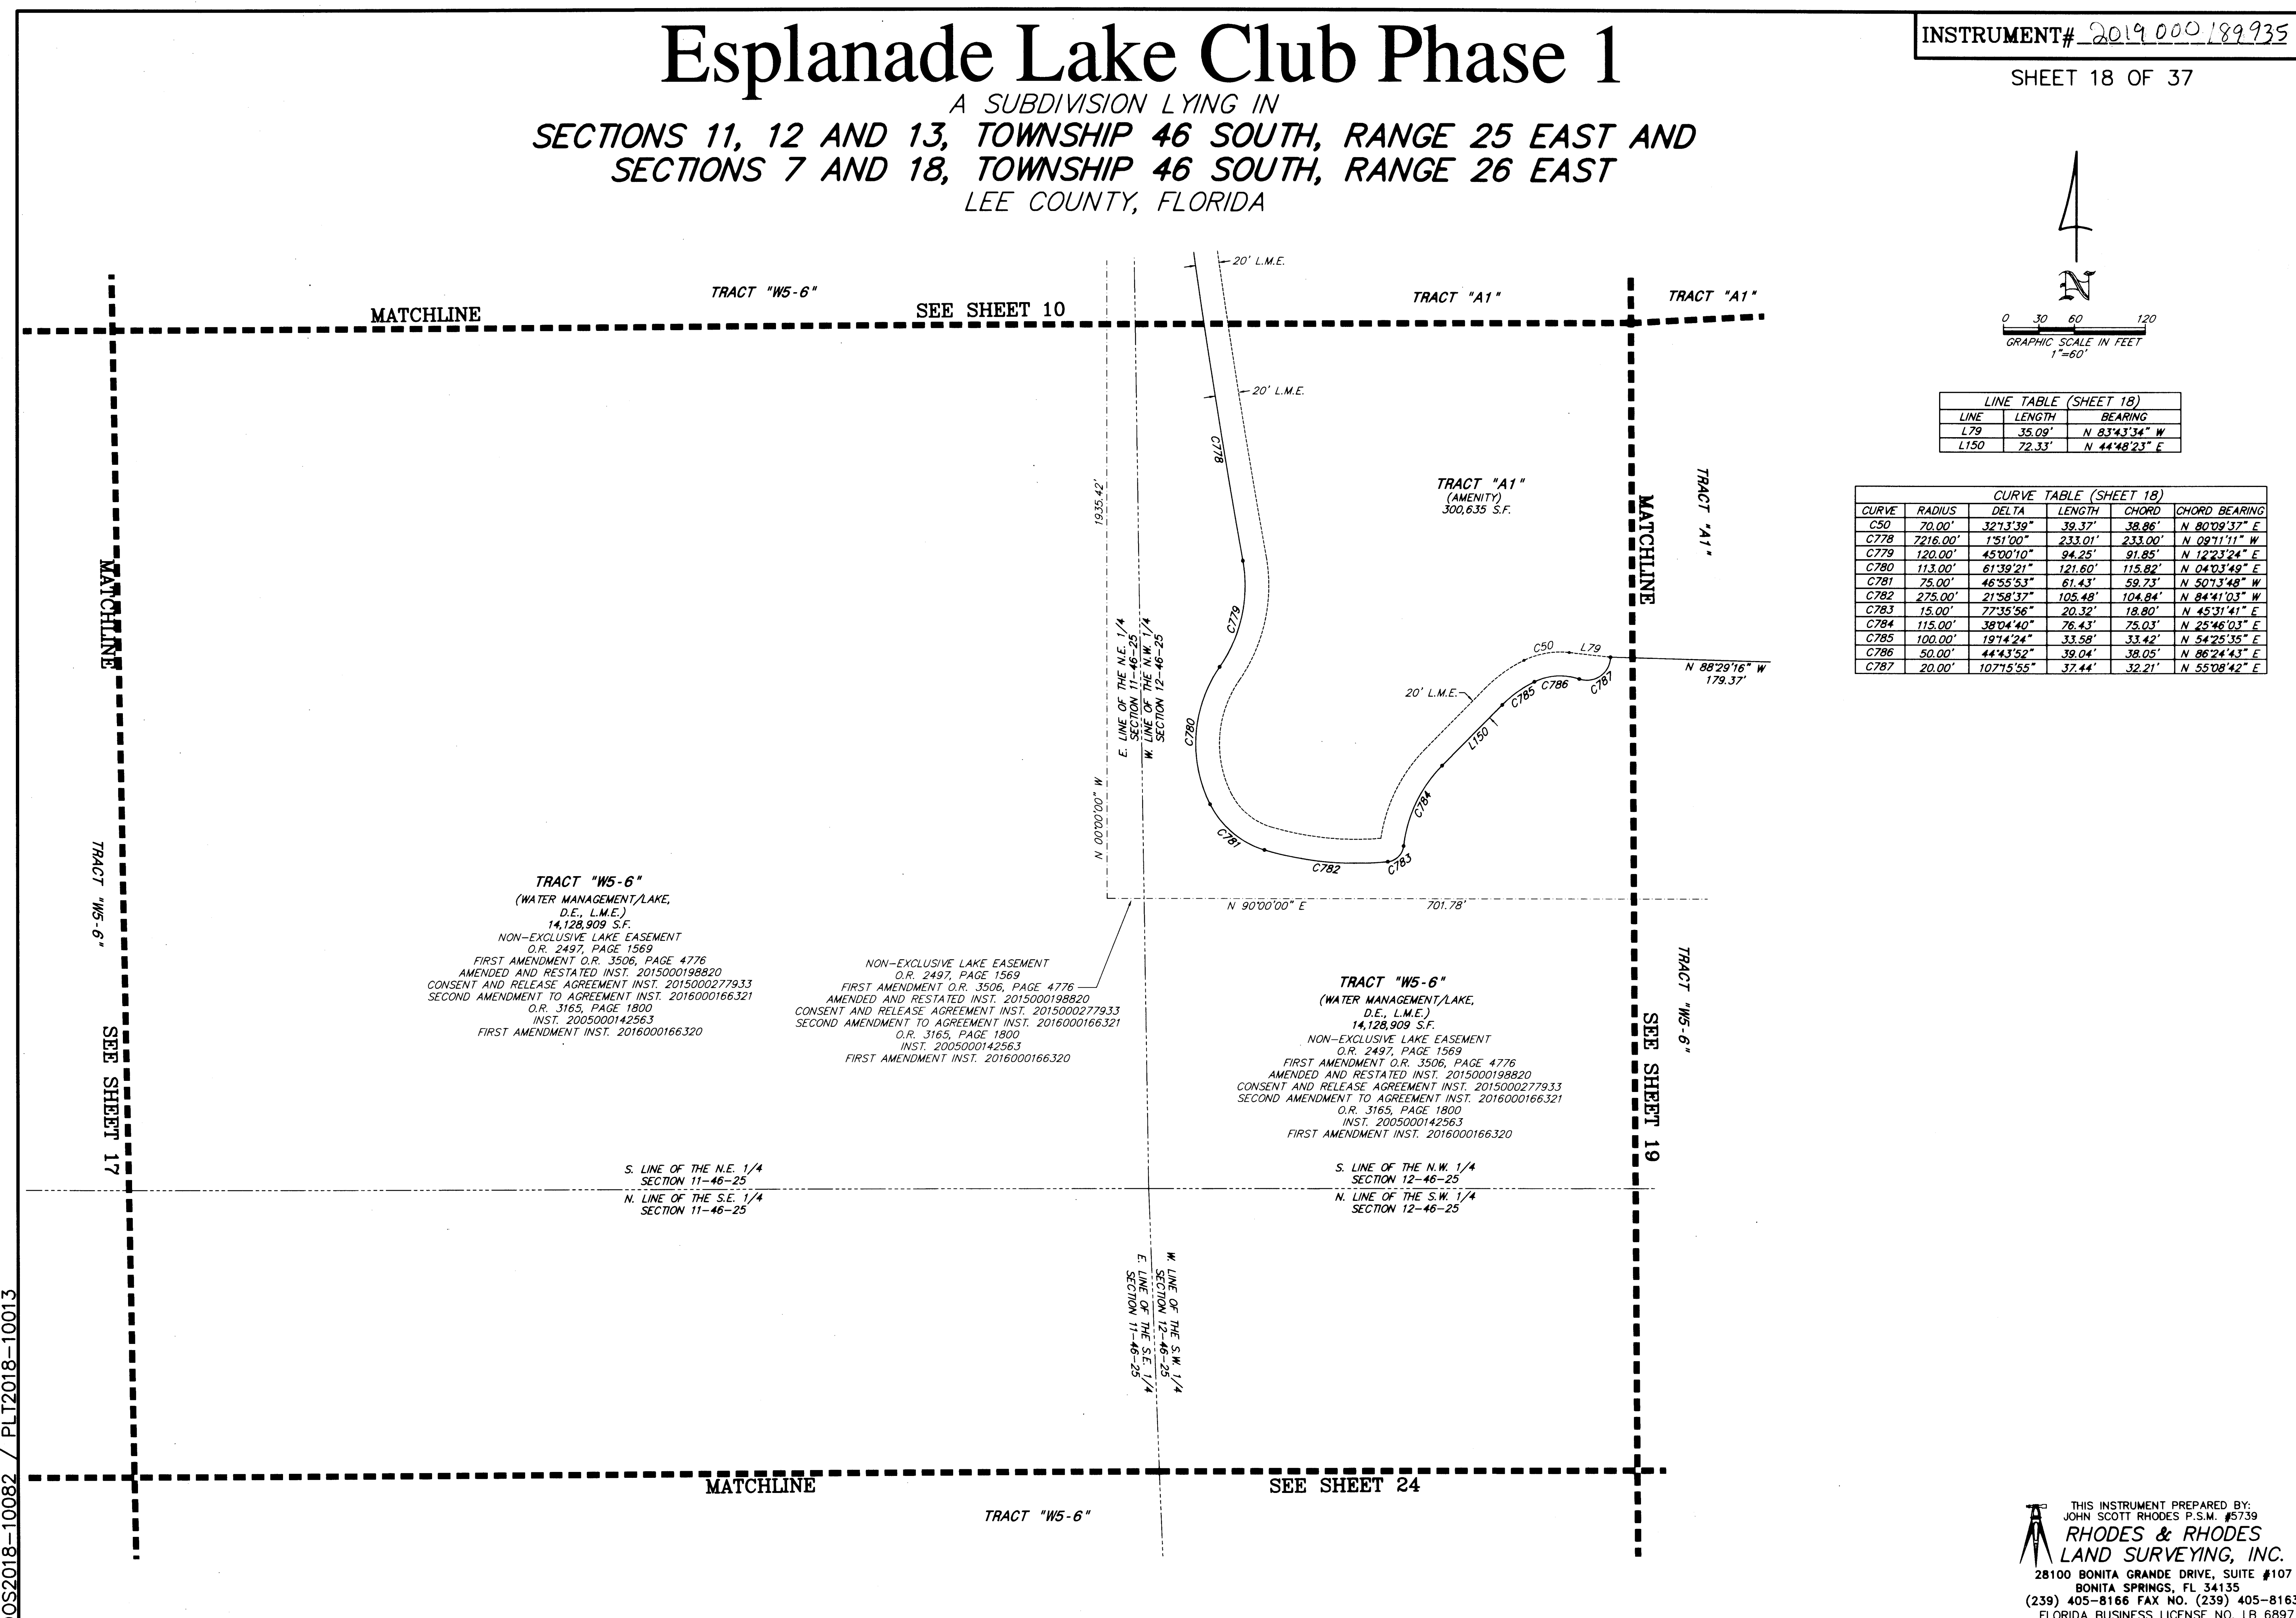 Esplanade Lake Club Phase 1
A SUBDIVISION LYING IN
SECTIONS 11, 12 AND 13, TOWNSHIP 46 SOUTH, RANGE 25 EAST AND
SECTIONS 7 AND 18, TOWNSHIP 46 SOUTH, RANGE 26 EAST
LEE COUNTY, FLORIDA
INSTRUMENT# 2019000189935
SHEET 18 OF 37
N
0 30 60 120
GRAPHIC SCALE IN FEET
1"=60'
LINE TABLE (SHEET 18)
LINE LENGTH BEARING
L79 35.09' N 83°43'34" W
L150 72.33' N 44°48'23" E
CURVE TABLE (SHEET 18)
CURVE RADIUS DELTA LENGTH CHORD CHORD BEARING
C50 70.00' 32°13'39" 39.37' 38.86' N 80°09'37" E
C778 7216.00' 1°51'00" 233.01' 233.00' N 09°11'11" W
C779 120.00' 45°00'10" 94.25' 91.85' N 12°23'24" E
C780 113.00' 61°39'21" 121.60' 115.82' N 04°03'49" E
C781 75.00' 46°55'53" 61.43' 59.73' N 50°13'48" W
C782 275.00' 21°58'37" 105.48' 104.84' N 84°41'03" W
C783 15.00' 77°35'56" 20.32' 18.80' N 45°31'41" E
C784 115.00' 38°04'40" 76.43' 75.03' N 25°46'03" E
C785 100.00' 19°14'24" 33.58' 33.42' N 54°25'35" E
C786 50.00' 44°43'52" 39.04' 38.05' N 86°24'43" E
C787 20.00' 107°15'55" 37.44' 32.21' N 55°08'42" E
TRACT "W5-6"
MATCHLINE
SEE SHEET 10
20' L.M.E.
TRACT "A1"
TRACT "A1"
20' L.M.E.
C778
1935.42'
N 00°00'00" W
TRACT "A1"
(AMENITY)
300,635 S.F.
MATCHLINE
TRACT "A1"
MATCHLINE
C779
E. LINE OF THE N.E. 1/4
SECTION 11-46-25
W. LINE OF THE N.W. 1/4
SECTION 12-46-25
C50
L79
N 88°29'16" W
179.37'
20' L.M.E.
C785
C786
C787
C780
L150
C784
C781
C782
C783
N 90°00'00" E
701.78'
TRACT "W5-6"
SEE SHEET 17
TRACT "W5-6"
(WATER MANAGEMENT/LAKE,
D.E., L.M.E.)
14,128,909 S.F.
NON-EXCLUSIVE LAKE EASEMENT
O.R. 2497, PAGE 1569
FIRST AMENDMENT O.R. 3506, PAGE 4776
AMENDED AND RESTATED INST. 2015000198820
CONSENT AND RELEASE AGREEMENT INST. 2015000277933
SECOND AMENDMENT TO AGREEMENT INST. 2016000166321
O.R. 3165, PAGE 1800
INST. 2005000142563
FIRST AMENDMENT INST. 2016000166320
NON-EXCLUSIVE LAKE EASEMENT
O.R. 2497, PAGE 1569
FIRST AMENDMENT O.R. 3506, PAGE 4776
AMENDED AND RESTATED INST. 2015000198820
CONSENT AND RELEASE AGREEMENT INST. 2015000277933
SECOND AMENDMENT TO AGREEMENT INST. 2016000166321
O.R. 3165, PAGE 1800
INST. 2005000142563
FIRST AMENDMENT INST. 2016000166320
TRACT "W5-6"
(WATER MANAGEMENT/LAKE,
D.E., L.M.E.)
14,128,909 S.F.
NON-EXCLUSIVE LAKE EASEMENT
O.R. 2497, PAGE 1569
FIRST AMENDMENT O.R. 3506, PAGE 4776
AMENDED AND RESTATED INST. 2015000198820
CONSENT AND RELEASE AGREEMENT INST. 2015000277933
SECOND AMENDMENT TO AGREEMENT INST. 2016000166321
O.R. 3165, PAGE 1800
INST. 2005000142563
FIRST AMENDMENT INST. 2016000166320
TRACT "W5-6"
SEE SHEET 19
S. LINE OF THE N.E. 1/4
SECTION 11-46-25
N. LINE OF THE S.E. 1/4
SECTION 11-46-25
S. LINE OF THE N.W. 1/4
SECTION 12-46-25
N. LINE OF THE S.W. 1/4
SECTION 12-46-25
W. LINE OF THE S.W. 1/4
SECTION 12-46-25
E. LINE OF THE S.E. 1/4
SECTION 11-46-25
MATCHLINE
SEE SHEET 24
TRACT "W5-6"
DOS2018-10082 / PLT2018-10013
THIS INSTRUMENT PREPARED BY:
JOHN SCOTT RHODES P.S.M. #5739
RHODES & RHODES
LAND SURVEYING, INC.
28100 BONITA GRANDE DRIVE, SUITE #107
BONITA SPRINGS, FL 34135
(239) 405-8166 FAX NO. (239) 405-8163
FLORIDA BUSINESS LICENSE NO. LB 6897